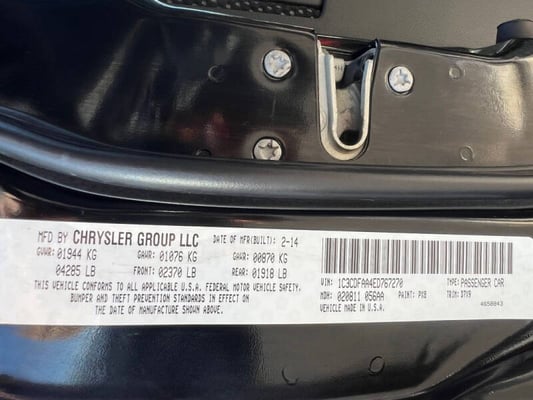 MFD BY CHRYSLER GROUP LLC DATE OF MFR(BUILT): 2-14
GVWR: 01944 KG GAWR: 01076 KG GAWR: 00870 KG
04285 LB FRONT: 02370 LB REAR: 01918 LB
THIS VEHICLE CONFORMS TO ALL APPLICABLE U.S.A. FEDERAL MOTOR VEHICLE SAFETY,
BUMPER AND THEFT PREVENTION STANDARDS IN EFFECT ON
THE DATE OF MANUFACTURE SHOWN ABOVE.
VIN: 1C3CDFAA4ED767270 TYPE: PASSENGER CAR
MDH: 020811 056AA PAINT: PX8 TRIM: D7X9
VEHICLE MADE IN U.S.A. 4658043